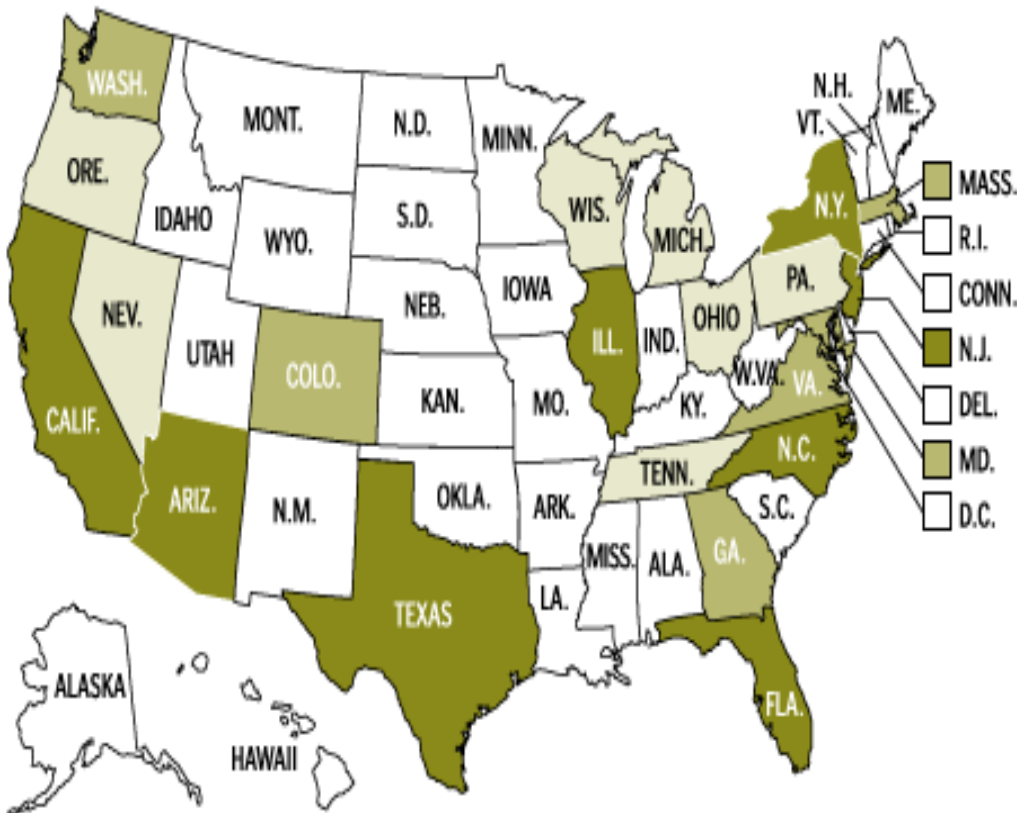 WASH.
MONT.
N.D.
MINN.
N.H.
ME.
VT.
ORE.
IDAHO
WYO.
S.D.
WIS.
MICH.
N.Y.
MASS.
R.I.
NEV.
UTAH
COLO.
NEB.
IOWA
ILL.
IND.
OHIO
PA.
CONN.
N.J.
CALIF.
KAN.
MO.
KY.
W.VA.
VA.
DEL.
MD.
ARIZ.
N.M.
OKLA.
ARK.
TENN.
N.C.
S.C.
D.C.
TEXAS
LA.
MISS.
ALA.
GA.
FLA.
ALASKA
HAWAII